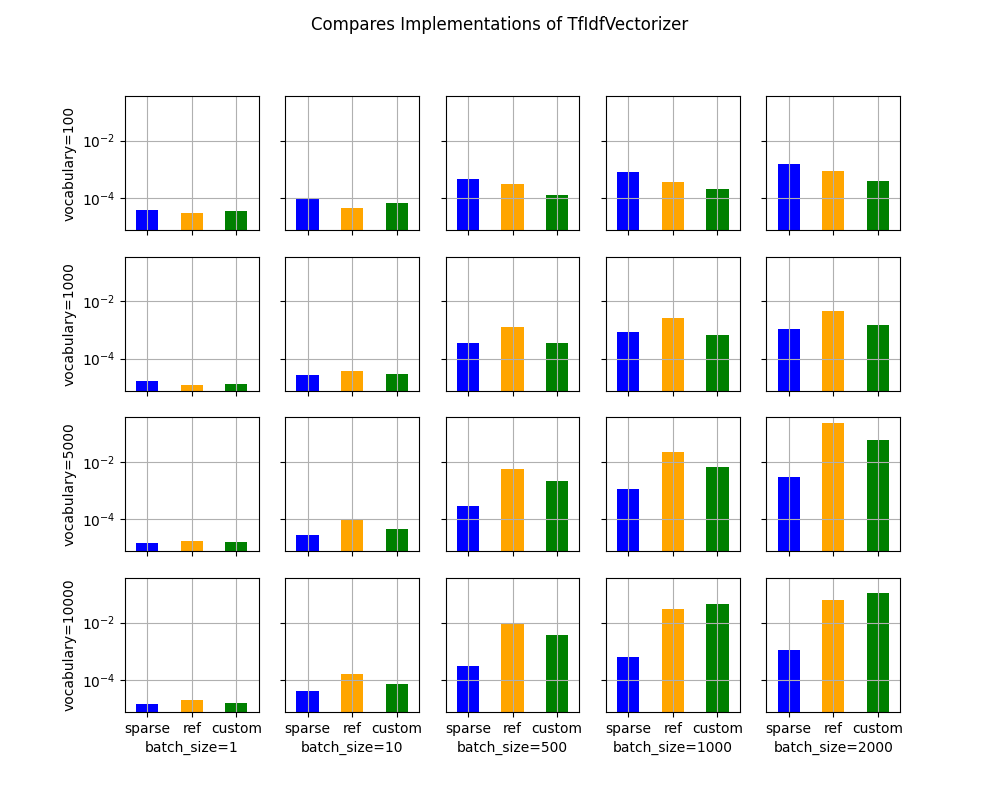 Compares Implementations of TfIdfVectorizer
vocabulary=100
10⁻²
10⁻⁴
vocabulary=1000
10⁻²
10⁻⁴
vocabulary=5000
10⁻²
10⁻⁴
vocabulary=10000
10⁻²
10⁻⁴
sparse ref custom sparse ref custom sparse ref custom sparse ref custom sparse ref custom
batch_size=1 batch_size=10 batch_size=500 batch_size=1000 batch_size=2000